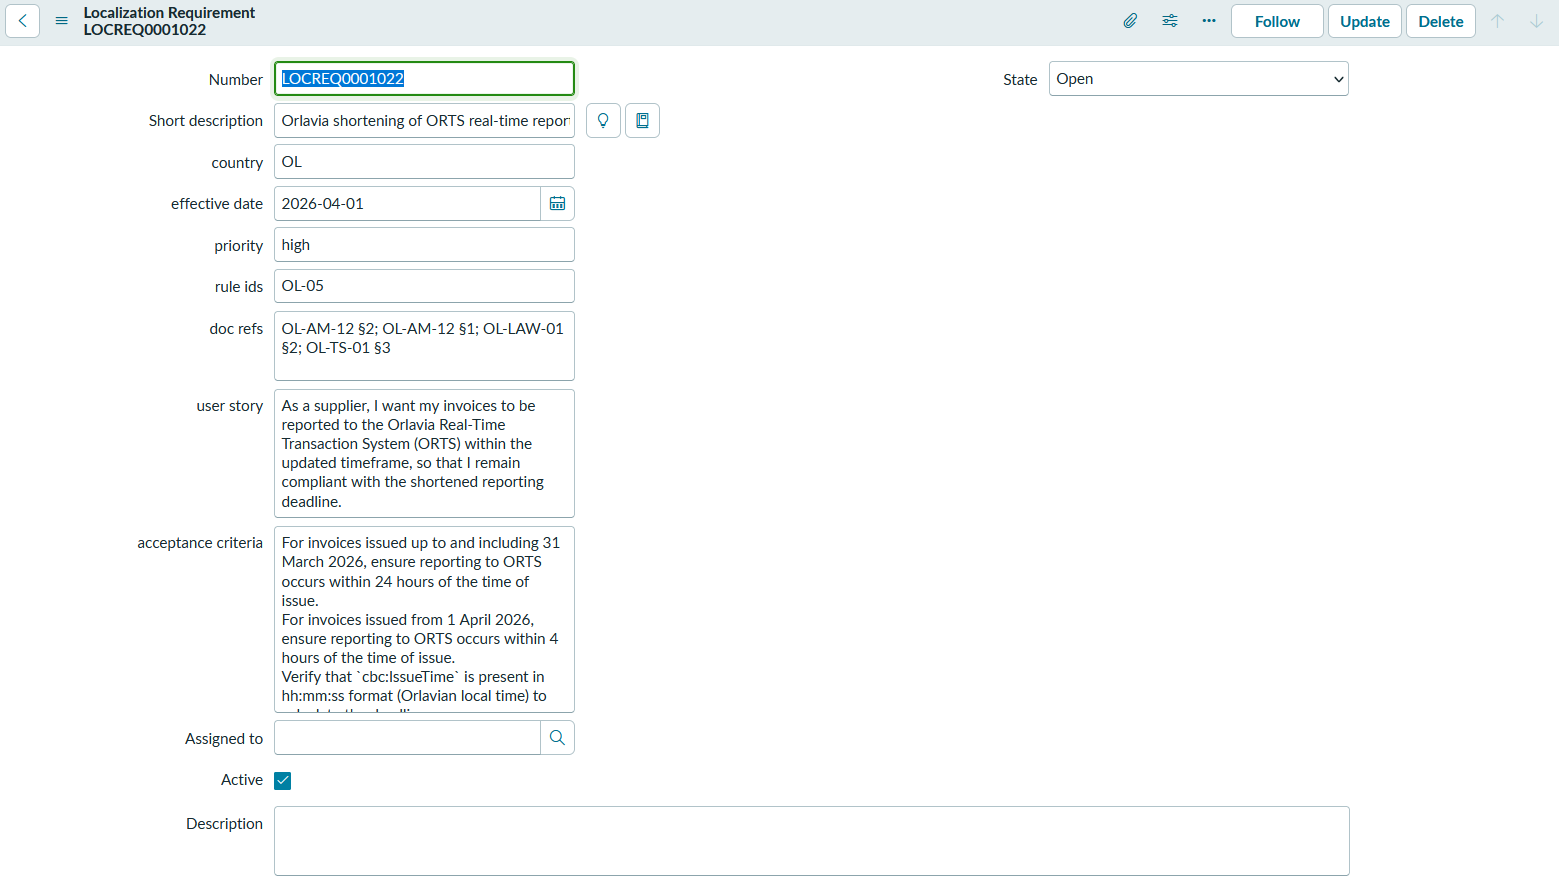 Localization Requirement
LOCREQ0001022
Follow
Update
Delete
Number
LOCREQ0001022
State
Open
Short description
Orlavia shortening of ORTS real-time repor
country
OL
effective date
2026-04-01
priority
high
rule ids
OL-05
doc refs
OL-AM-12 §2; OL-AM-12 §1; OL-LAW-01
§2; OL-TS-01 §3
user story
As a supplier, I want my invoices to be
reported to the Orlavia Real-Time
Transaction System (ORTS) within the
updated timeframe, so that I remain
compliant with the shortened reporting
deadline.
acceptance criteria
For invoices issued up to and including 31
March 2026, ensure reporting to ORTS
occurs within 24 hours of the time of
issue.
For invoices issued from 1 April 2026,
ensure reporting to ORTS occurs within 4
hours of the time of issue.
Verify that `cbc:IssueTime` is present in
hh:mm:ss format (Orlavian local time) to
Assigned to
Active
Description